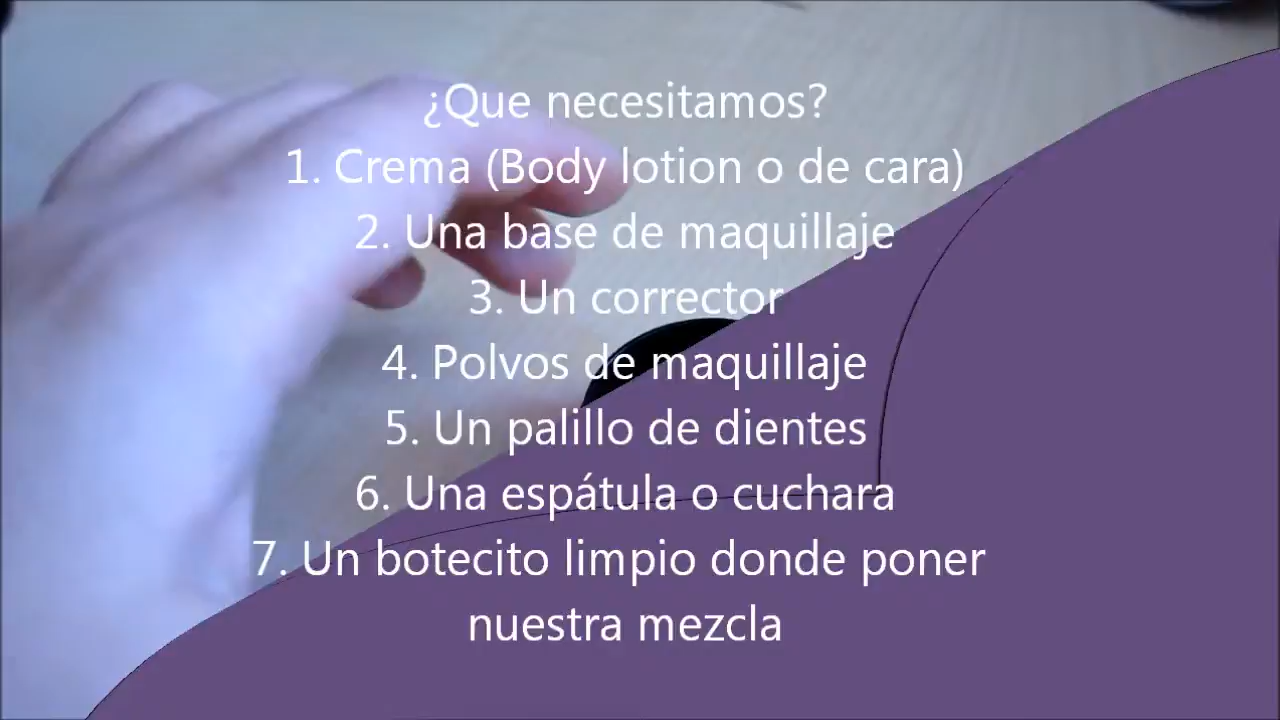 ¿Que necesitamos?
1. Crema (Body lotion o de cara)
2. Una base de maquillaje
3. Un corrector
4. Polvos de maquillaje
5. Un palillo de dientes
6. Una espátula o cuchara
7. Un botecito limpio donde poner
nuestra mezcla